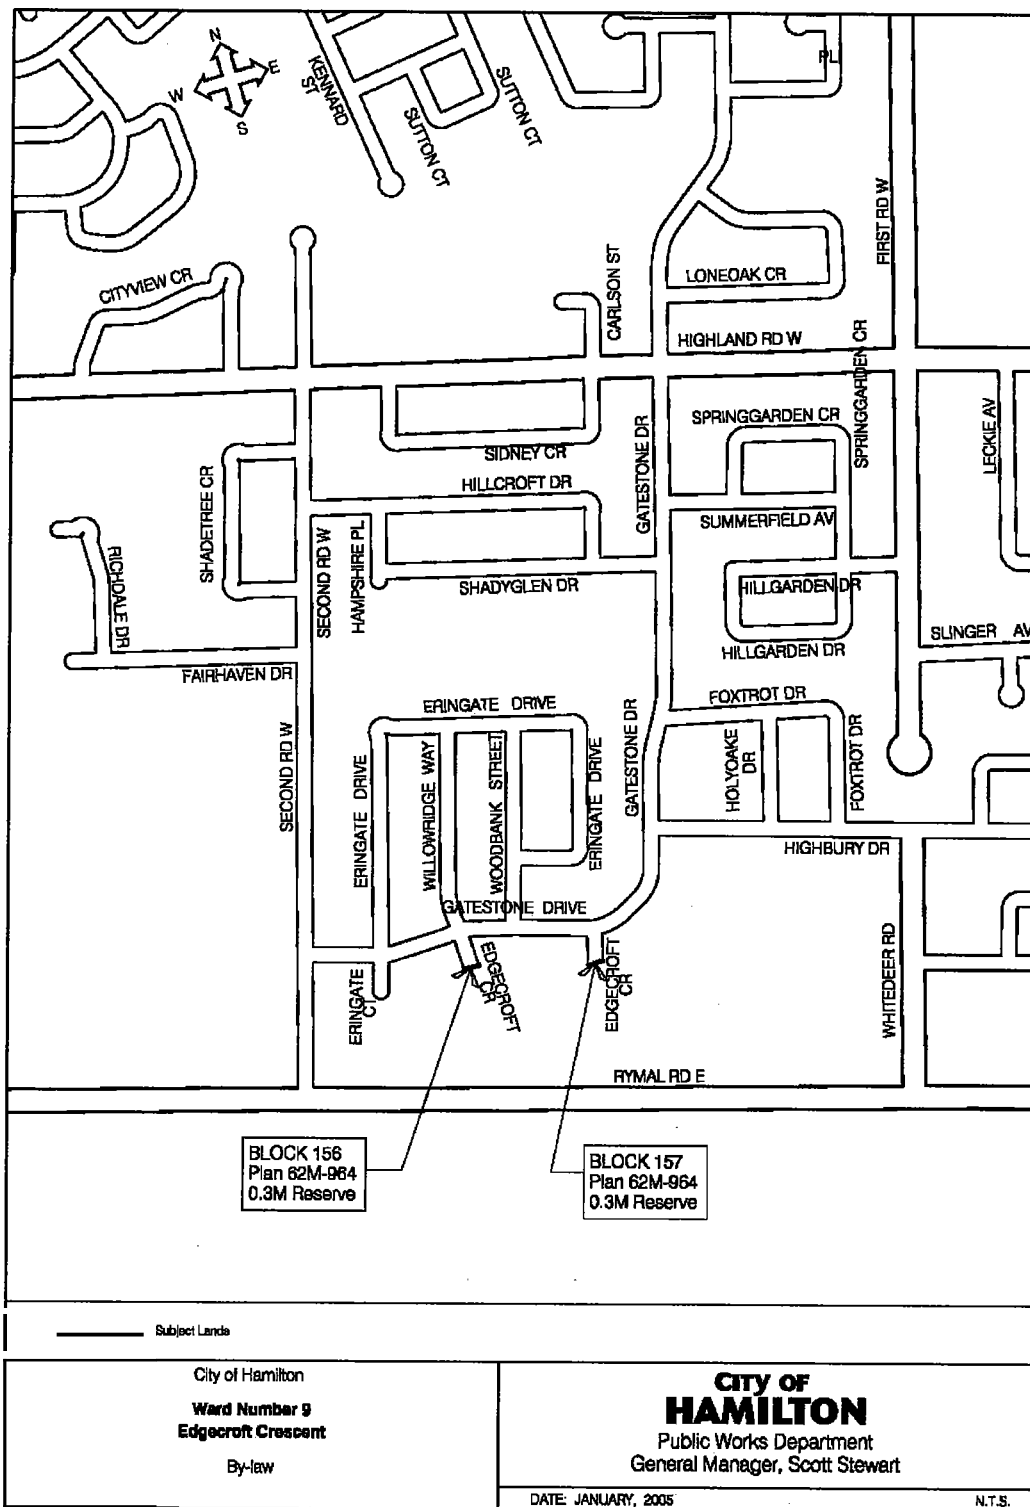 N
E
W
S
KENNARD
ST
SUTTON CT
SUTTON CT
PL
FIRST RD W
CITYVIEW CR
CARLSON ST
LONEOAK CR
HIGHLAND RD W
SPRINGGARDEN CR
SPRINGGARDEN CR
LECKIE AV
SIDNEY CR
GATESTONE DR
HILLCROFT DR
SHADETREE CR
SUMMERFIELD AV
RICHDALE DR
SECOND RD W
HAMPSHIRE PL
SHADYGLEN DR
HILLGARDEN DR
HILLGARDEN DR
SLINGER AV
FAIRHAVEN DR
ERINGATE DRIVE
FOXTROT DR
SECOND RD W
ERINGATE DRIVE
WILLOWRIDGE WAY
WOODBANK STREET
ERINGATE DRIVE
GATESTONE DR
HOLYOAKE
DR
FOXTROT DR
HIGHBURY DR
GATESTONE DRIVE
EDGECROFT
CR
EDGECROFT
CR
ERINGATE
CT
WHITEDEER RD
RYMAL RD E
BLOCK 156
Plan 62M-964
0.3M Reserve
BLOCK 157
Plan 62M-964
0.3M Reserve
Subject Lands
City of Hamilton
Ward Number 9
Edgecroft Crescent
By-law
CITY OF
HAMILTON
Public Works Department
General Manager, Scott Stewart
DATE: JANUARY, 2005
N.T.S.